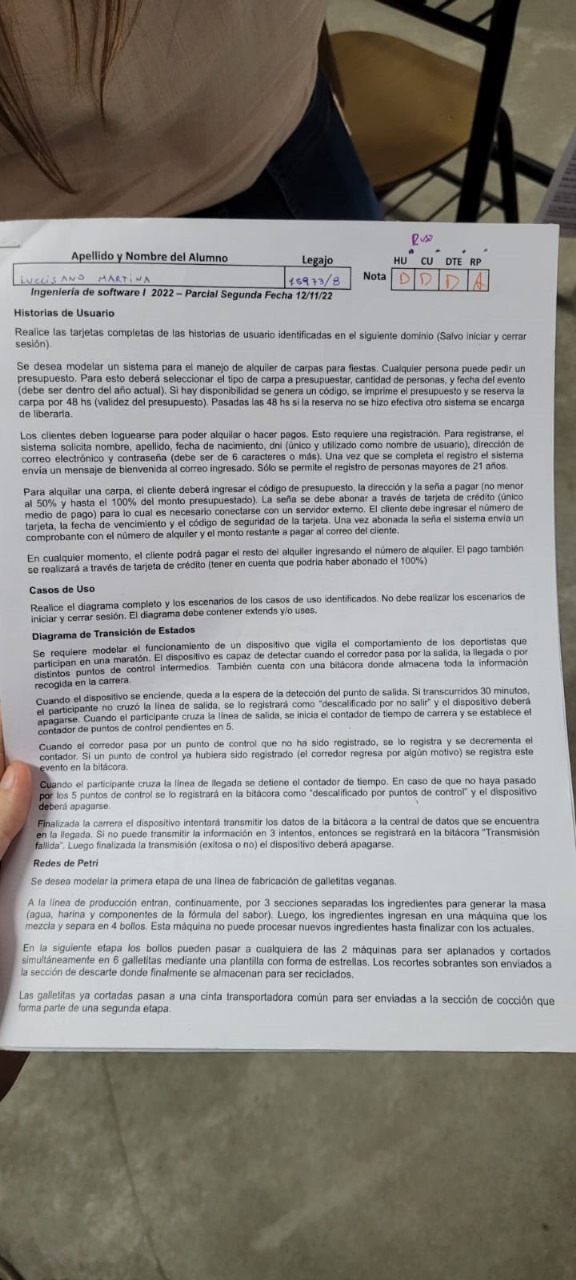 Apellido y Nombre del Alumno Legajo HU CU DTE RP
LUCCISANO MARTINA 16973/8 Nota D D D A
Ingeniería de software I 2022 – Parcial Segunda Fecha 12/11/22
Historias de Usuario
Realice las tarjetas completas de las historias de usuario identificadas en el siguiente dominio (Salvo iniciar y cerrar
sesión).
Se desea modelar un sistema para el manejo de alquiler de carpas para fiestas. Cualquier persona puede pedir un
presupuesto. Para esto deberá seleccionar el tipo de carpa a presupuestar, cantidad de personas, y fecha del evento
(debe ser dentro del año actual). Si hay disponibilidad se genera un código, se imprime el presupuesto y se reserva la
carpa por 48 hs (validez del presupuesto). Pasadas las 48 hs si la reserva no se hizo efectiva otro sistema se encarga
de liberarla.
Los clientes deben loguearse para poder alquilar o hacer pagos. Esto requiere una registración. Para registrarse, el
sistema solicita nombre, apellido, fecha de nacimiento, dni (único y utilizado como nombre de usuario), dirección de
correo electrónico y contraseña (debe ser de 6 caracteres o más). Una vez que se completa el registro el sistema
envía un mensaje de bienvenida al correo ingresado. Sólo se permite el registro de personas mayores de 21 años.
Para alquilar una carpa, el cliente deberá ingresar el código de presupuesto, la dirección y la seña a pagar (no menor
al 50% y hasta el 100% del monto presupuestado). La seña se debe abonar a través de tarjeta de crédito (único
medio de pago) para lo cual es necesario conectarse con un servidor externo. El cliente debe ingresar el número de
tarjeta, la fecha de vencimiento y el código de seguridad de la tarjeta. Una vez abonada la seña el sistema envía un
comprobante con el número de alquiler y el monto restante a pagar al correo del cliente.
En cualquier momento, el cliente podrá pagar el resto del alquiler ingresando el número de alquiler. El pago también
se realizará a través de tarjeta de crédito (tener en cuenta que podría haber abonado el 100%)
Casos de Uso
Realice el diagrama completo y los escenarios de los casos de uso identificados. No debe realizar los escenarios de
iniciar y cerrar sesión. El diagrama debe contener extends y/o uses.
Diagrama de Transición de Estados
Se requiere modelar el funcionamiento de un dispositivo que vigila el comportamiento de los deportistas que
participan en una maratón. El dispositivo es capaz de detectar cuando el corredor pasa por la salida, la llegada o por
distintos puntos de control intermedios. También cuenta con una bitácora donde almacena toda la información
recogida en la carrera.
Cuando el dispositivo se enciende, queda a la espera de la detección del punto de salida. Si transcurridos 30 minutos,
el participante no cruzó la línea de salida, se lo registrará como "descalificado por no salir" y el dispositivo deberá
apagarse. Cuando el participante cruza la línea de salida, se inicia el contador de tiempo de carrera y se establece el
contador de puntos de control pendientes en 5.
Cuando el corredor pasa por un punto de control que no ha sido registrado, se lo registra y se decrementa el
contador. Si un punto de control ya hubiera sido registrado (el corredor regresa por algún motivo) se registra este
evento en la bitácora.
Cuando el participante cruza la línea de llegada se detiene el contador de tiempo. En caso de que no haya pasado
por los 5 puntos de control se lo registrará en la bitácora como "descalificado por puntos de control" y el dispositivo
deberá apagarse.
Finalizada la carrera el dispositivo intentará transmitir los datos de la bitácora a la central de datos que se encuentra
en la llegada. Si no puede transmitir la información en 3 intentos, entonces se registrará en la bitácora "Transmisión
fallida". Luego finalizada la transmisión (exitosa o no) el dispositivo deberá apagarse.
Redes de Petri
Se desea modelar la primera etapa de una línea de fabricación de galletitas veganas.
A la línea de producción entran, continuamente, por 3 secciones separadas los ingredientes para generar la masa
(agua, harina y componentes de la fórmula del sabor). Luego, los ingredientes ingresan en una máquina que los
mezcla y separa en 4 bollos. Esta máquina no puede procesar nuevos ingredientes hasta finalizar con los actuales.
En la siguiente etapa los bollos pueden pasar a cualquiera de las 2 máquinas para ser aplanados y cortados
simultáneamente en 6 galletitas mediante una plantilla con forma de estrellas. Los recortes sobrantes son enviados a
la sección de descarte donde finalmente se almacenan para ser reciclados.
Las galletitas ya cortadas pasan a una cinta transportadora común para ser enviadas a la sección de cocción que
forma parte de una segunda etapa.